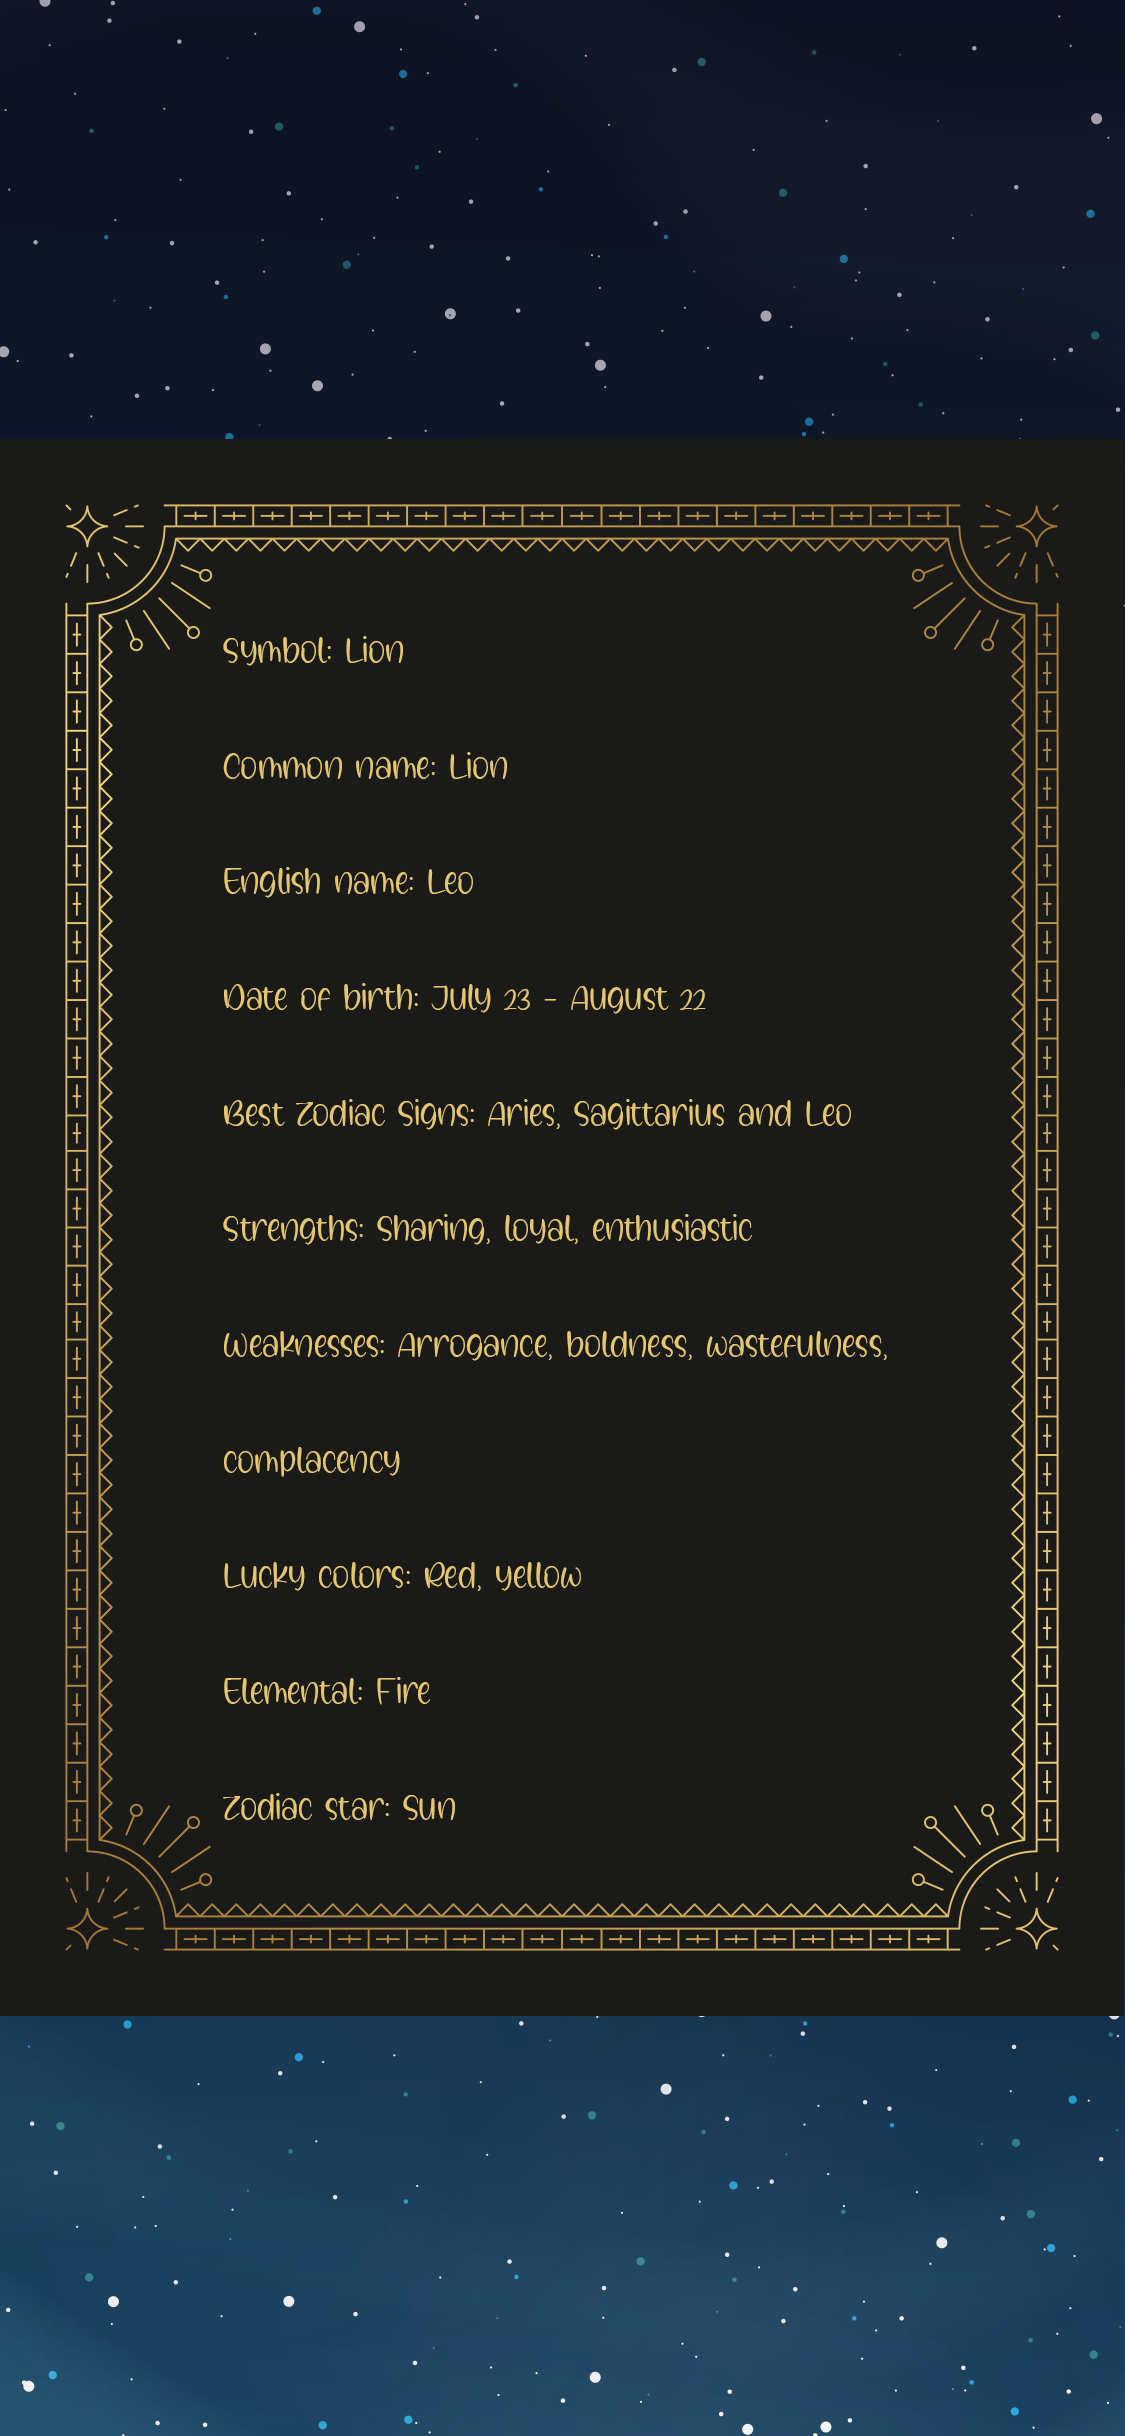 Symbol: Lion
Common name: Lion
English name: Leo
Date of birth: July 23 - August 22
Best Zodiac Signs: Aries, Sagittarius and Leo
Strengths: Sharing, loyal, enthusiastic
Weaknesses: Arrogance, boldness, wastefulness,
complacency
Lucky colors: Red, yellow
Elemental: Fire
Zodiac star: Sun